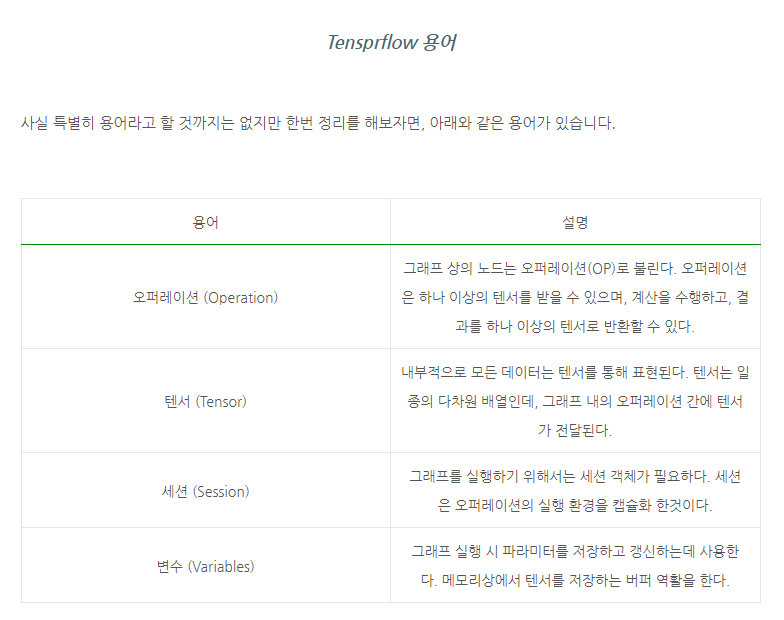 Tensprflow 용어
사실 특별히 용어라고 할 것까지는 없지만 한번 정리를 해보자면, 아래와 같은 용어가 있습니다.
용어
설명
오퍼레이션 (Operation)
그래프 상의 노드는 오퍼레이션(OP)로 불린다. 오퍼레이션
은 하나 이상의 텐서를 받을 수 있으며, 계산을 수행하고, 결
과를 하나 이상의 텐서로 반환할 수 있다.
텐서 (Tensor)
내부적으로 모든 데이터는 텐서를 통해 표현된다. 텐서는 일
종의 다차원 배열인데, 그래프 내의 오퍼레이션 간에 텐서
가 전달된다.
세션 (Session)
그래프를 실행하기 위해서는 세션 객체가 필요하다. 세션
은 오퍼레이션의 실행 환경을 캡슐화 한것이다.
변수 (Variables)
그래프 실행 시 파라미터를 저장하고 갱신하는데 사용한
다. 메모리상에서 텐서를 저장하는 버퍼 역활을 한다.